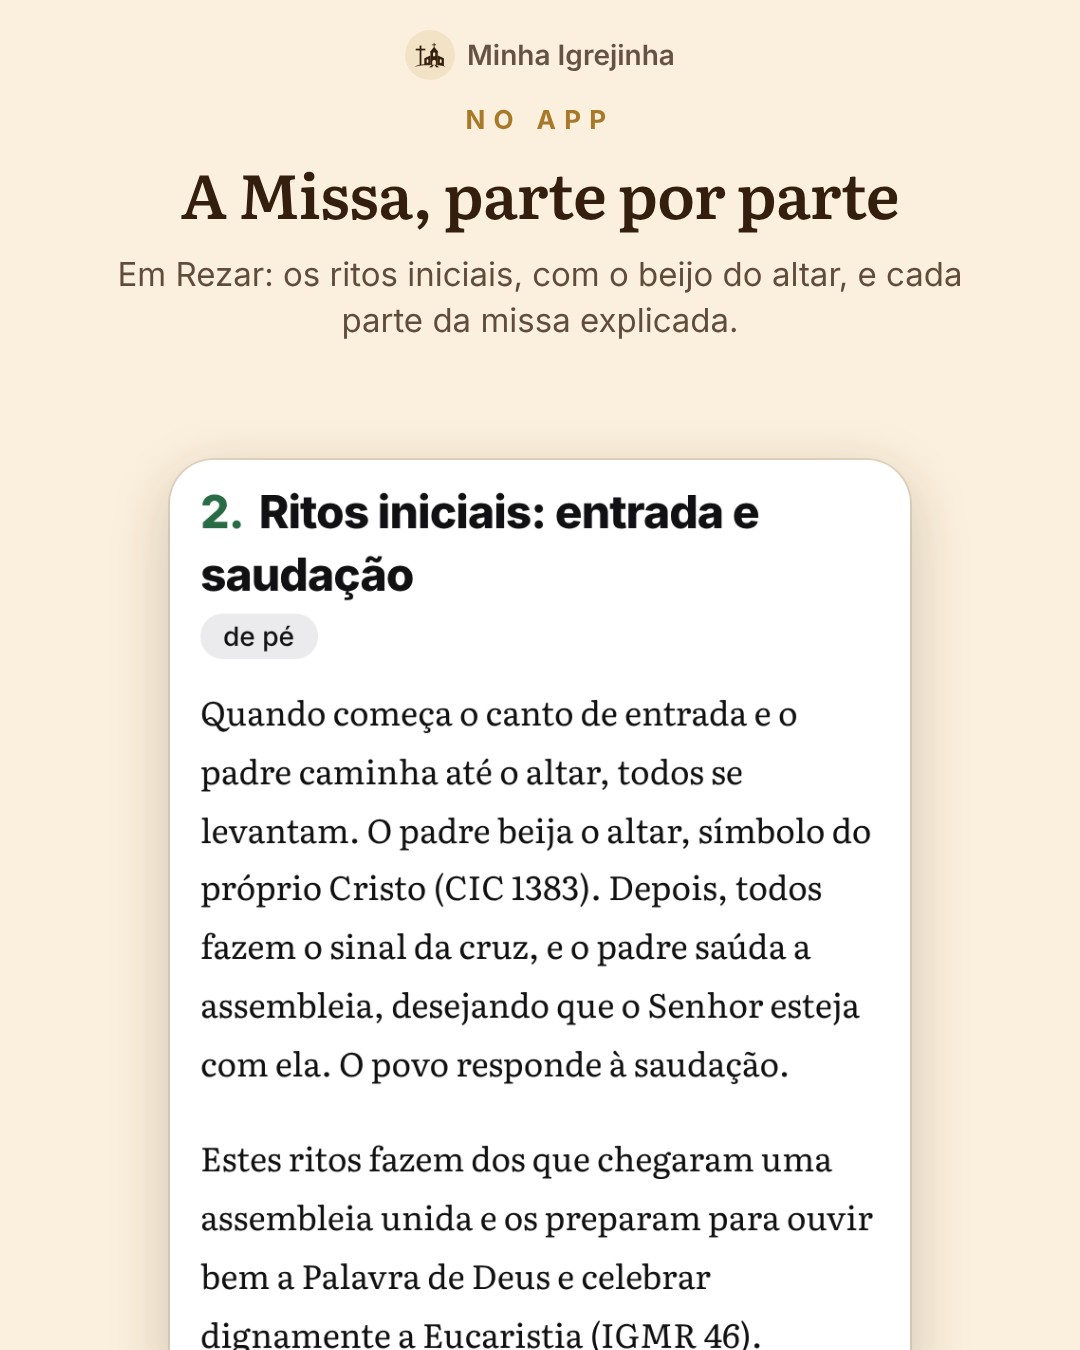 Minha Igrejinha
NO APP
A Missa, parte por parte
Em Rezar: os ritos iniciais, com o beijo do altar, e cada
parte da missa explicada.
2. Ritos iniciais: entrada e
saudação
de pé
Quando começa o canto de entrada e o
padre caminha até o altar, todos se
levantam. O padre beija o altar, símbolo do
próprio Cristo (CIC 1383). Depois, todos
fazem o sinal da cruz, e o padre saúda a
assembleia, desejando que o Senhor esteja
com ela. O povo responde à saudação.
Estes ritos fazem dos que chegaram uma
assembleia unida e os preparam para ouvir
bem a Palavra de Deus e celebrar
dignamente a Eucaristia (IGMR 46).